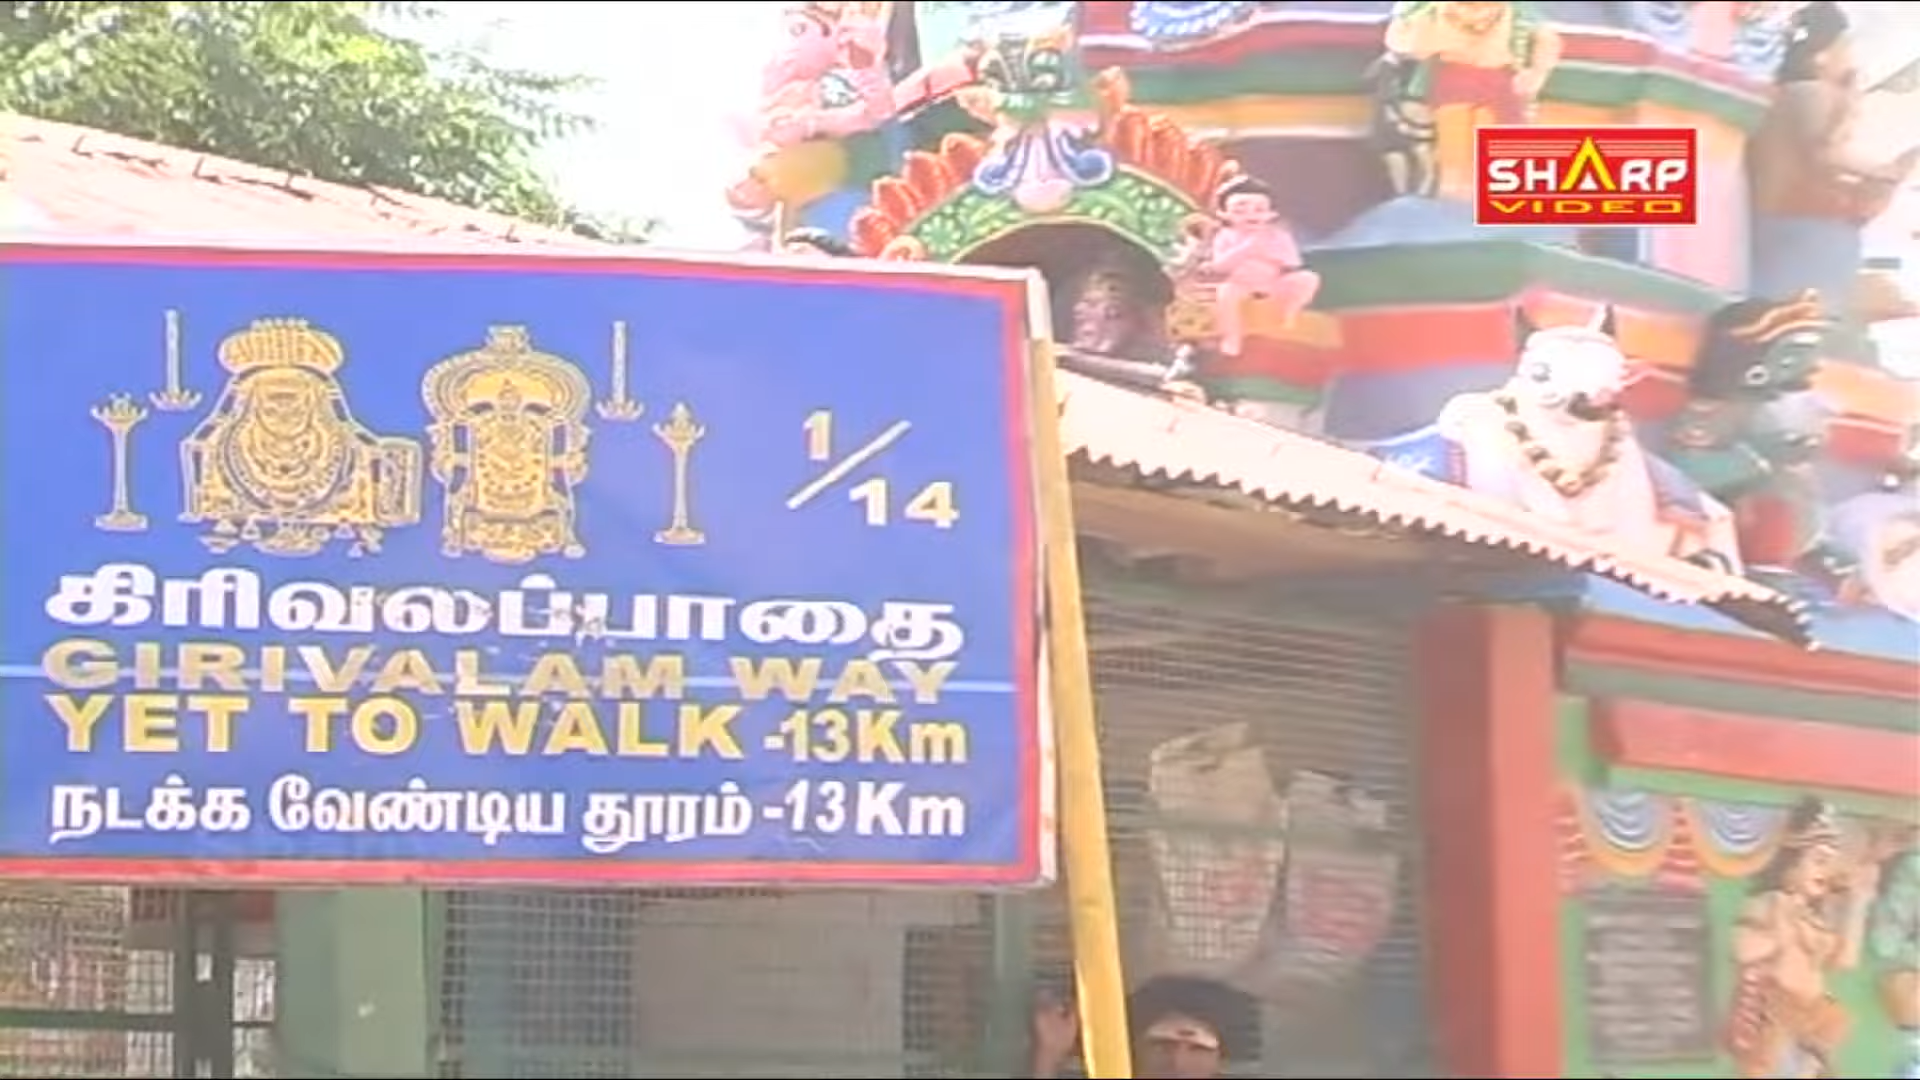 SHARP
VIDEO
1/14
கிரிவலப்பாதை
GIRIVALAM WAY
YET TO WALK -13Km
நடக்க வேண்டிய தூரம் -13Km